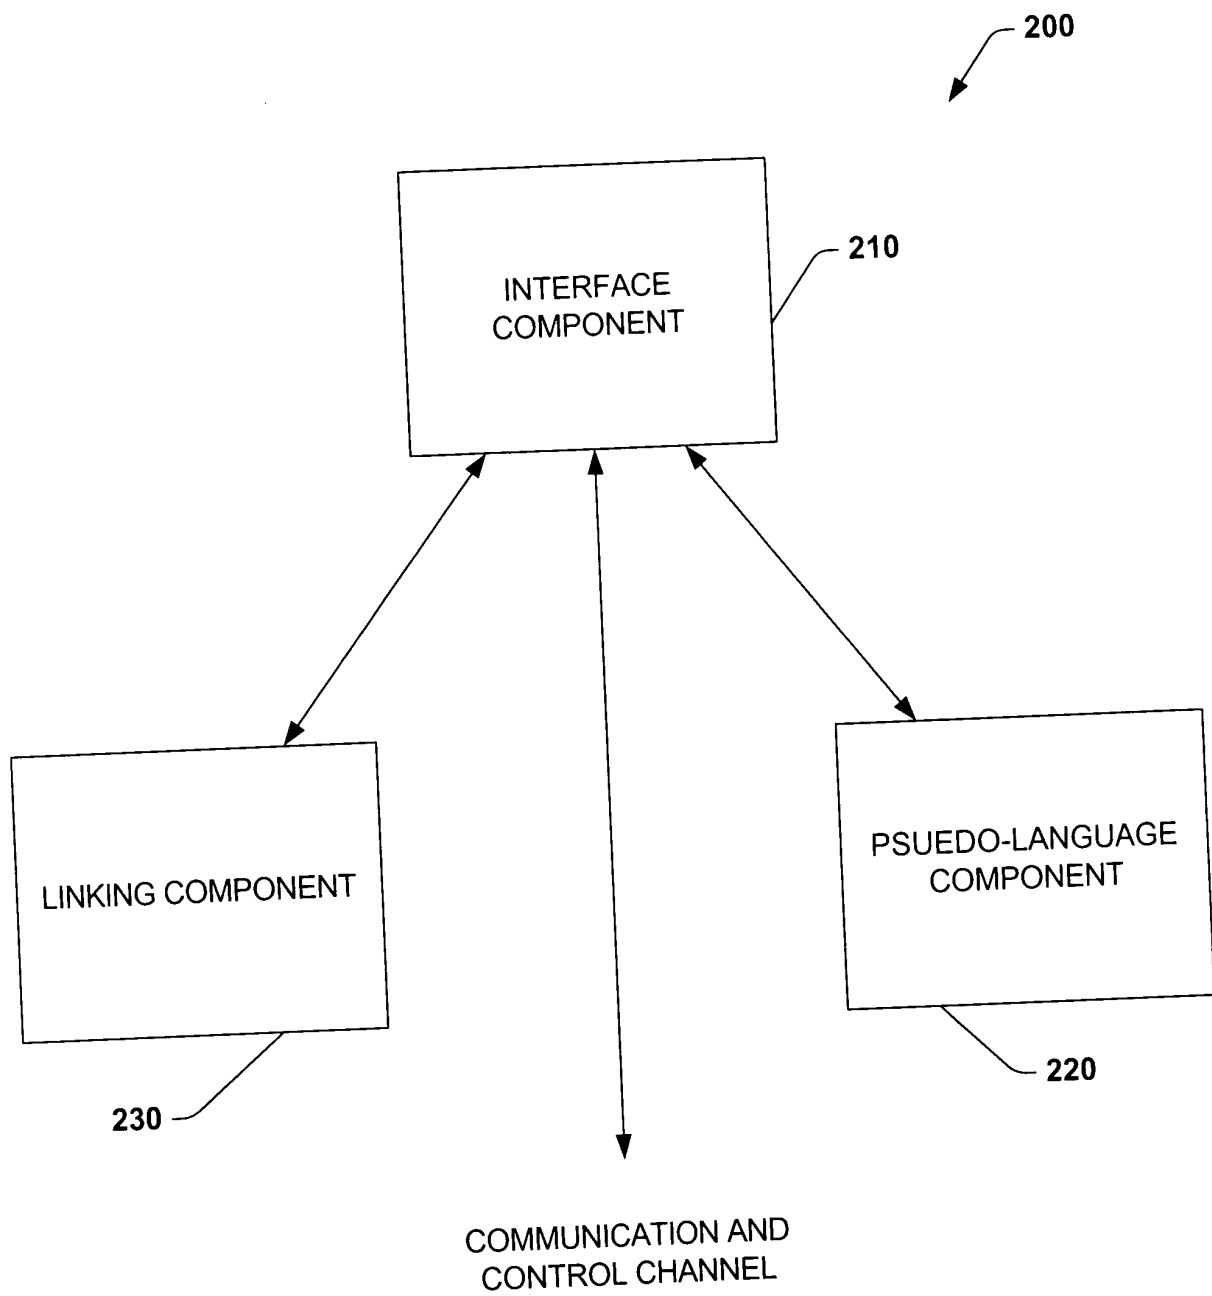 200
210
INTERFACE
COMPONENT
PSUEDO-LANGUAGE
COMPONENT
LINKING COMPONENT
220
230
COMMUNICATION AND
CONTROL CHANNEL